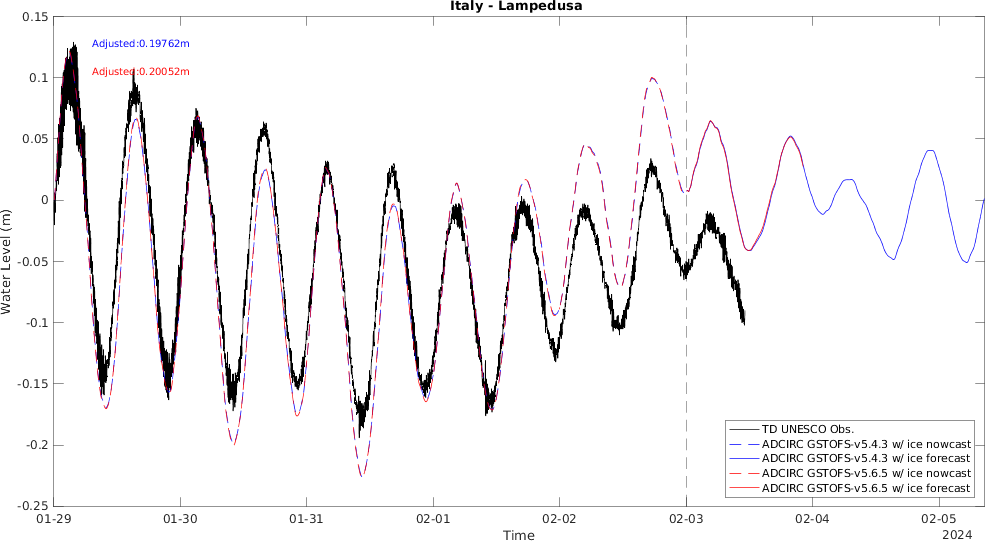 Italy - Lampedusa
0.15
Adjusted:0.19762m
Adjusted:0.20052m
0.1
0.05
0
-0.05
-0.1
-0.15
-0.2
-0.25
Water Level (m)
TD UNESCO Obs.
ADCIRC GSTOFS-v5.4.3 w/ ice nowcast
ADCIRC GSTOFS-v5.4.3 w/ ice forecast
ADCIRC GSTOFS-v5.6.5 w/ ice nowcast
ADCIRC GSTOFS-v5.6.5 w/ ice forecast
01-29 01-30 01-31 02-01 02-02 02-03 02-04 02-05
Time
2024